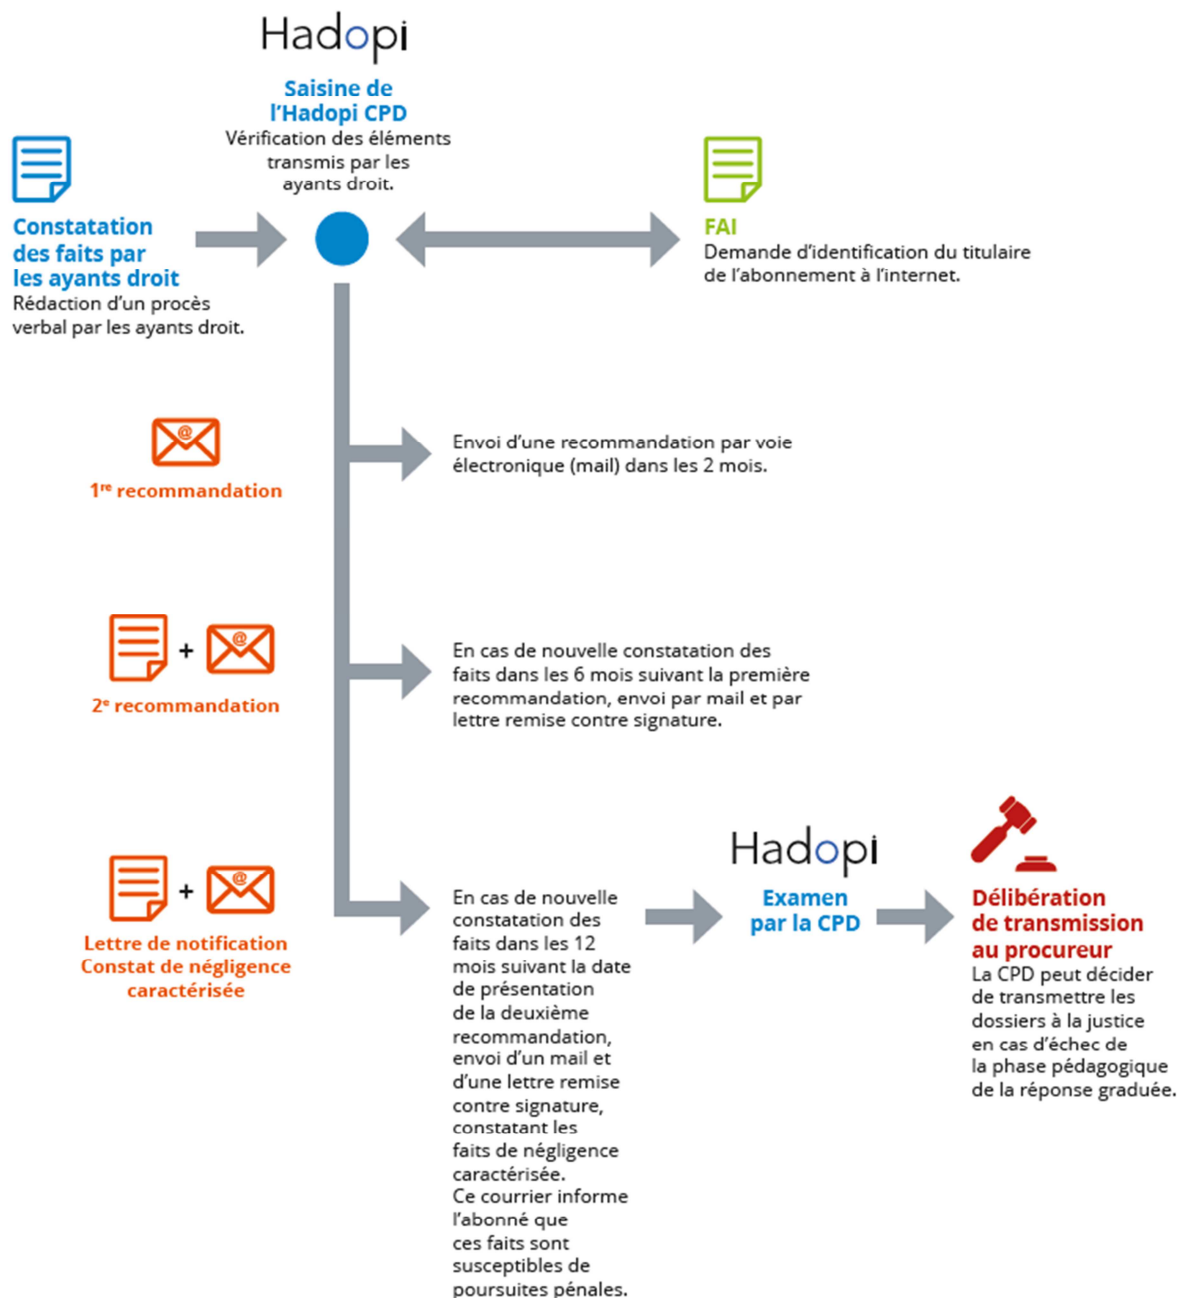 Hadopi
Saisine de
l'Hadopi CPD
Vérification des éléments
transmis par les
ayants droit.
Constatation
des faits par
les ayants droit
Rédaction d'un procès
verbal par les ayants droit.
FAI
Demande d'identification du titulaire
de l'abonnement à l'internet.
@
1re recommandation
Envoi d'une recommandation par voie
électronique (mail) dans les 2 mois.
+ @
2e recommandation
En cas de nouvelle constatation des
faits dans les 6 mois suivant la première
recommandation, envoi par mail et par
lettre remise contre signature.
+ @
Lettre de notification
Constat de négligence
caractérisée
En cas de nouvelle
constatation des
faits dans les 12
mois suivant la date
de présentation
de la deuxième
recommandation,
envoi d'un mail et
d'une lettre remise
contre signature,
constatant les
faits de négligence
caractérisée.
Ce courrier informe
l'abonné que
ces faits sont
susceptibles de
poursuites pénales.
Hadopi
Examen
par la CPD
Délibération
de transmission
au procureur
La CPD peut décider
de transmettre les
dossiers à la justice
en cas d'échec de
la phase pédagogique
de la réponse graduée.